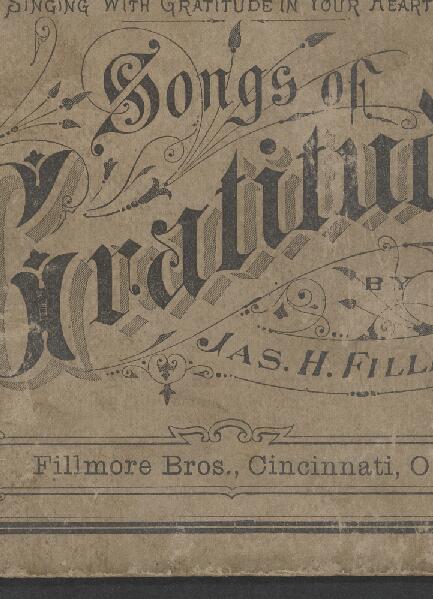 SINGING WITH GRATITUDE IN YOUR HEART
Songs of
Gratitud
BY
JAS. H. FILL
Fillmore Bros., Cincinnati, O